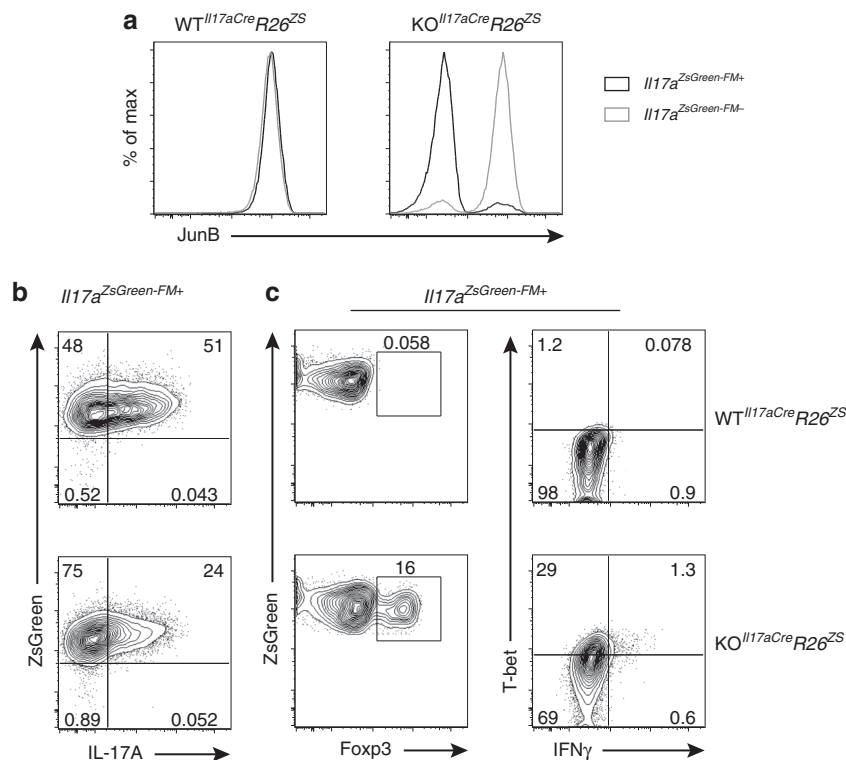 a
WT^Il17aCre R26^ZS
KO^Il17aCre R26^ZS
% of max
JunB
Il17a^ZsGreen-FM+
Il17a^ZsGreen-FM–
b
Il17a^ZsGreen-FM+
c
Il17a^ZsGreen-FM+
48 51
0.52 0.043
0.058
1.2 0.078
98 0.9
WT^Il17aCre R26^ZS
75 24
0.89 0.052
16
29 1.3
69 0.6
KO^Il17aCre R26^ZS
ZsGreen
IL-17A
ZsGreen
Foxp3
T-bet
IFNγ